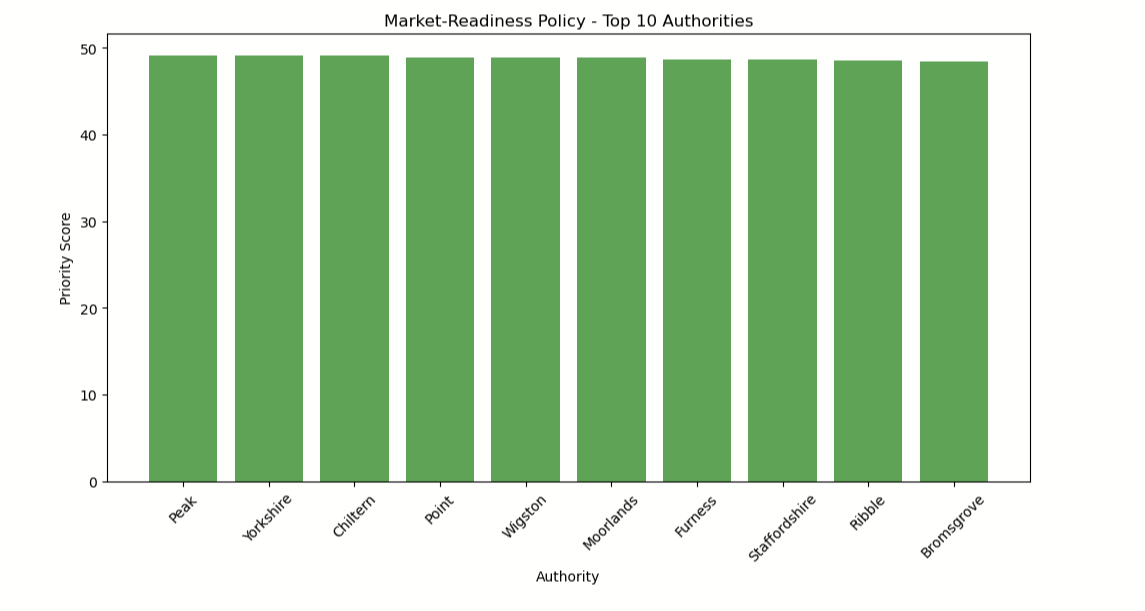 Market-Readiness Policy - Top 10 Authorities
Priority Score
50
40
30
20
10
0
Peak
Yorkshire
Chiltern
Point
Wigston
Moorlands
Furness
Staffordshire
Ribble
Bromsgrove
Authority